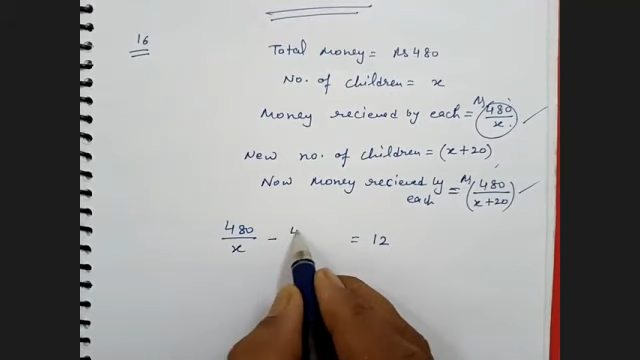 16
Total money = Rs 480
No. of children = x
Money recieved by each = Rs 480/x
New no. of children = (x+20)
Now money recieved by each = Rs (480/x+20)
480/x - 4 = 12